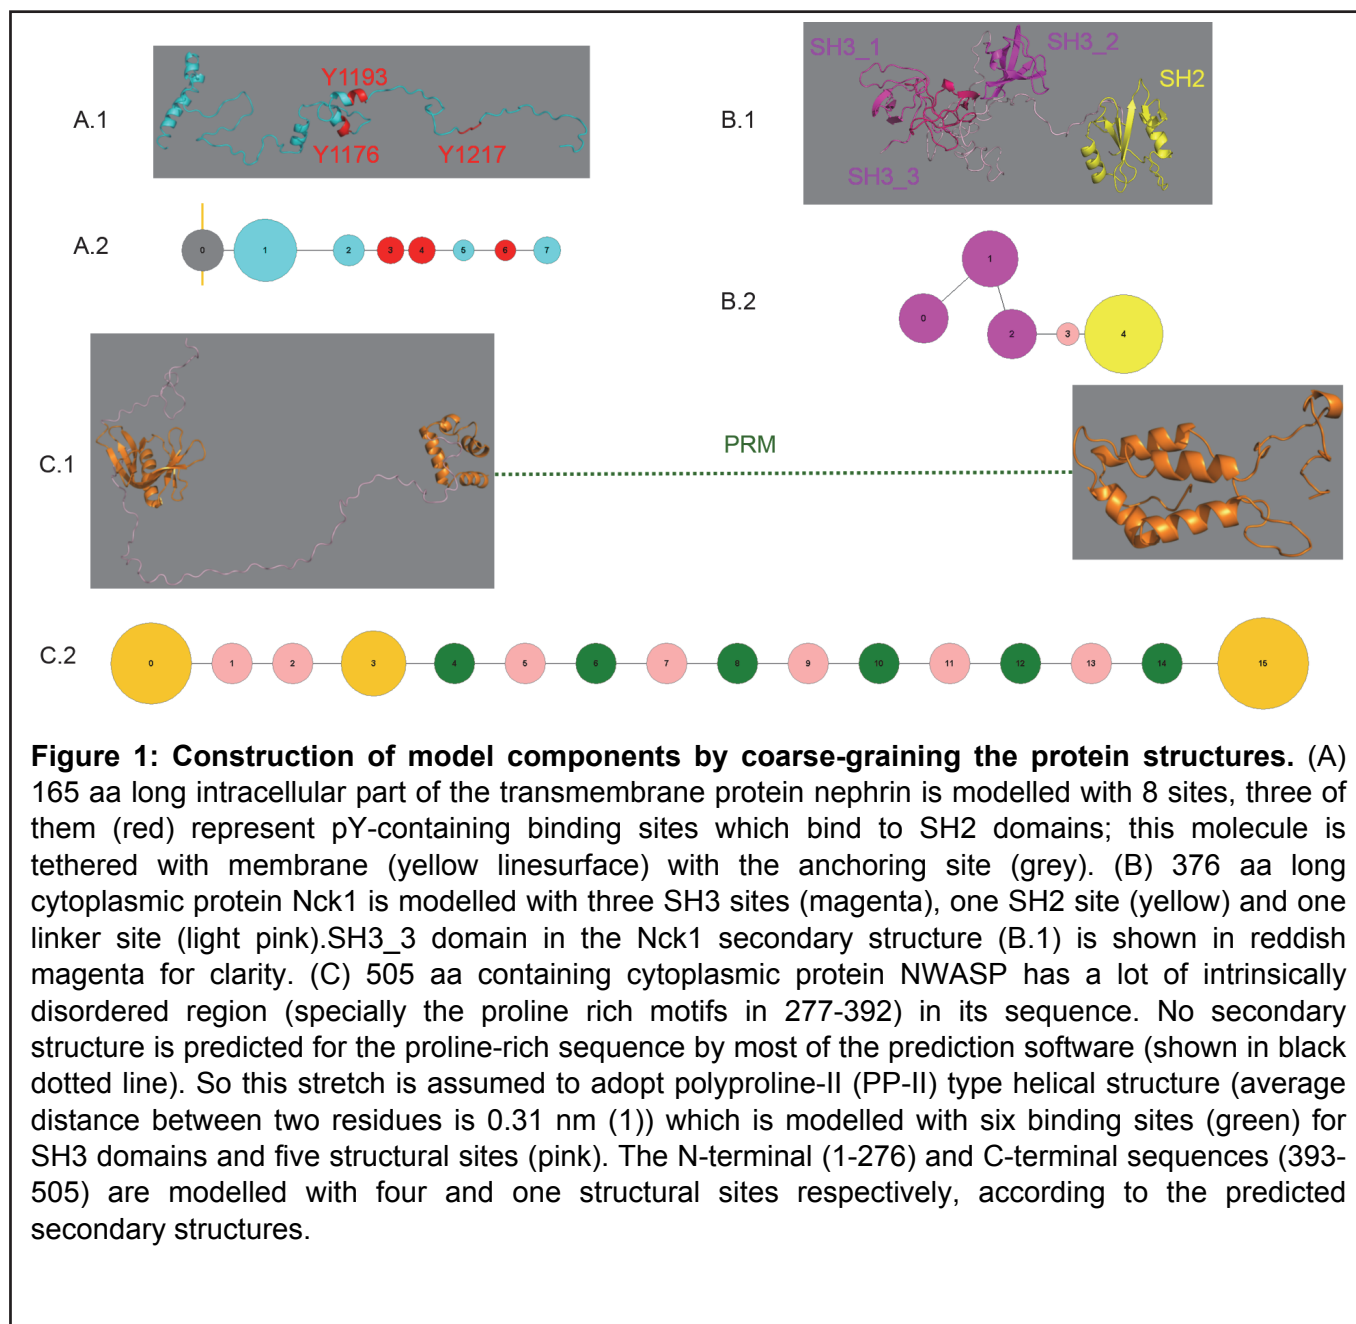 A.1
Y1193
Y1176
Y1217
B.1
SH3_1
SH3_2
SH2
SH3_3
A.2
0 1 2 3 4 5 6 7
B.2
0 1 2 3 4
C.1
PRM
C.2
0 1 2 3 4 5 6 7 8 9 10 11 12 13 14 15
Figure 1: Construction of model components by coarse-graining the protein structures. (A)
165 aa long intracellular part of the transmembrane protein nephrin is modelled with 8 sites, three of
them (red) represent pY-containing binding sites which bind to SH2 domains; this molecule is
tethered with membrane (yellow linesurface) with the anchoring site (grey). (B) 376 aa long
cytoplasmic protein Nck1 is modelled with three SH3 sites (magenta), one SH2 site (yellow) and one
linker site (light pink).SH3_3 domain in the Nck1 secondary structure (B.1) is shown in reddish
magenta for clarity. (C) 505 aa containing cytoplasmic protein NWASP has a lot of intrinsically
disordered region (specially the proline rich motifs in 277-392) in its sequence. No secondary
structure is predicted for the proline-rich sequence by most of the prediction software (shown in black
dotted line). So this stretch is assumed to adopt polyproline-II (PP-II) type helical structure (average
distance between two residues is 0.31 nm (1)) which is modelled with six binding sites (green) for
SH3 domains and five structural sites (pink). The N-terminal (1-276) and C-terminal sequences (393-
505) are modelled with four and one structural sites respectively, according to the predicted
secondary structures.